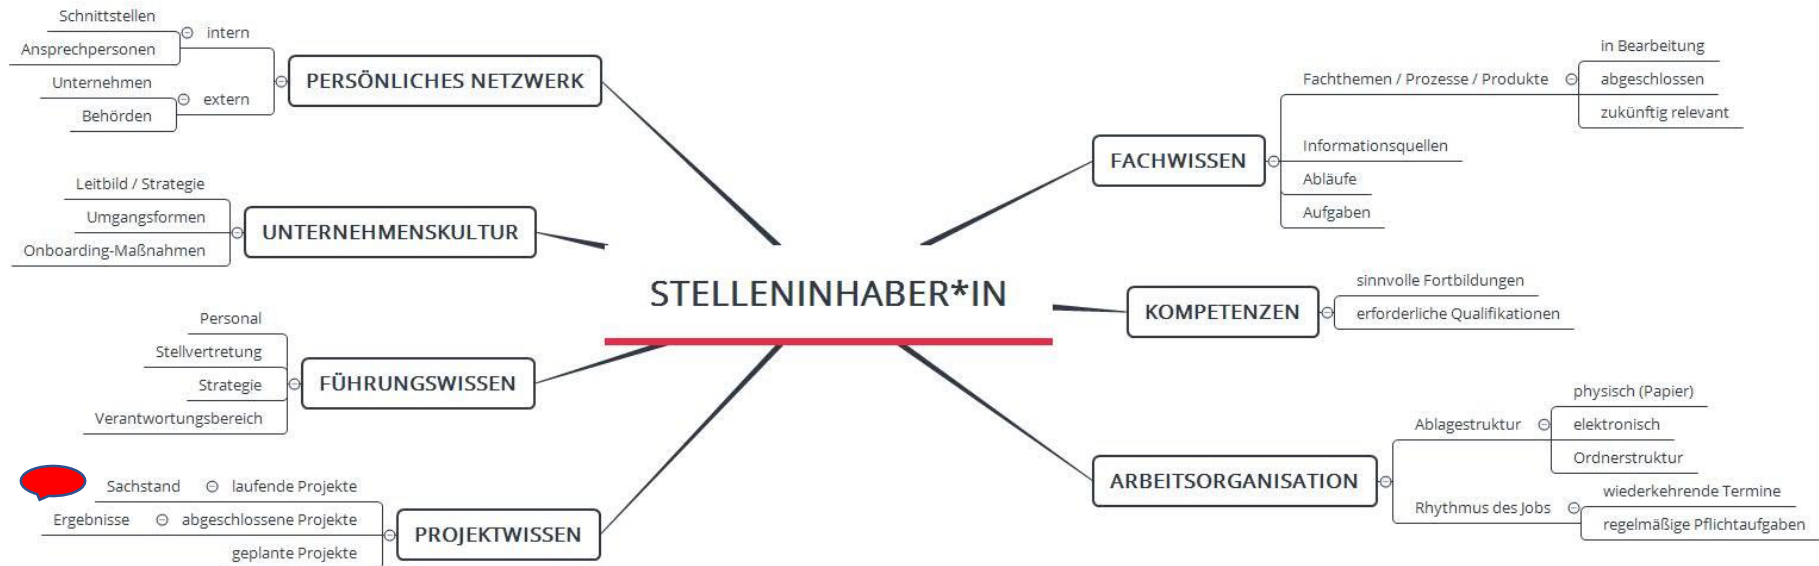 STELLENINHABER*IN
PERSÖNLICHES NETZWERK
intern
Schnittstellen
Ansprechpersonen
extern
Unternehmen
Behörden
UNTERNEHMENSKULTUR
Leitbild / Strategie
Umgangsformen
Onboarding-Maßnahmen
FÜHRUNGSWISSEN
Personal
Stellvertretung
Strategie
Verantwortungsbereich
PROJEKTWISSEN
laufende Projekte
Sachstand
abgeschlossene Projekte
Ergebnisse
geplante Projekte
FACHWISSEN
Fachthemen / Prozesse / Produkte
in Bearbeitung
abgeschlossen
zukünftig relevant
Informationsquellen
Abläufe
Aufgaben
KOMPETENZEN
sinnvolle Fortbildungen
erforderliche Qualifikationen
ARBEITSORGANISATION
Ablagestruktur
physisch (Papier)
elektronisch
Ordnerstruktur
Rhythmus des Jobs
wiederkehrende Termine
regelmäßige Pflichtaufgaben